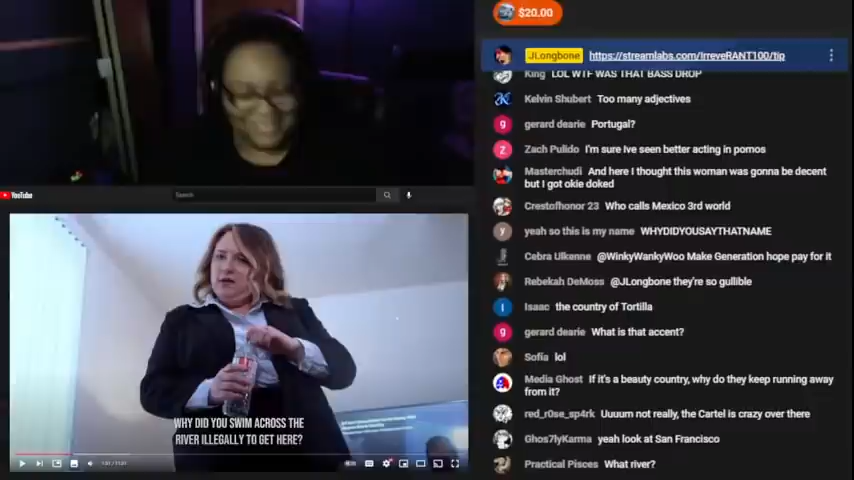 $20.00
JLongbone https://streamlabs.com/IrreveRANT100/tip
King LOL WTF WAS THAT BASS DROP
Kelvin Shubert Too many adjectives
gerard dearie Portugal?
Zach Pulido I'm sure Ive seen better acting in pornos
Masterchudi And here I thought this woman was gonna be decent
but I got okie doked
Crestofhonor 23 Who calls Mexico 3rd world
yeah so this is my name WHYDIDYOUSAYTHATNAME
Cebra Ulkenne @WinkyWankyWoo Make Generation hope pay for it
Rebekah DeMoss @JLongbone they're so gullible
Isaac the country of Tortilla
gerard dearie What is that accent?
Sofía lol
Media Ghost If it's a beauty country, why do they keep running away
from it?
red_r0se_sp4rk Uuuum not really, the Cartel is crazy over there
Ghos7lyKarma yeah look at San Francisco
Practical Pisces What river?
YouTube
Search
WHY DID YOU SWIM ACROSS THE
RIVER ILLEGALLY TO GET HERE?